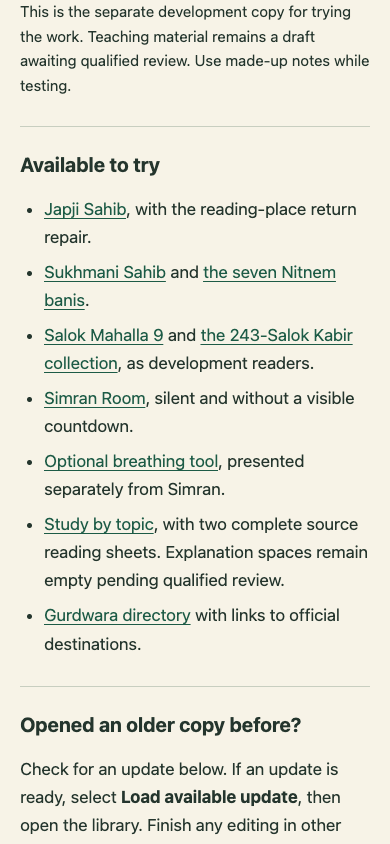 This is the separate development copy for trying
the work. Teaching material remains a draft
awaiting qualified review. Use made-up notes while
testing.
Available to try
• Japji Sahib, with the reading-place return
repair.
• Sukhmani Sahib and the seven Nitnem
banis.
• Salok Mahalla 9 and the 243-Salok Kabir
collection, as development readers.
• Simran Room, silent and without a visible
countdown.
• Optional breathing tool, presented
separately from Simran.
• Study by topic, with two complete source
reading sheets. Explanation spaces remain
empty pending qualified review.
• Gurdwara directory with links to official
destinations.
Opened an older copy before?
Check for an update below. If an update is
ready, select Load available update, then
open the library. Finish any editing in other